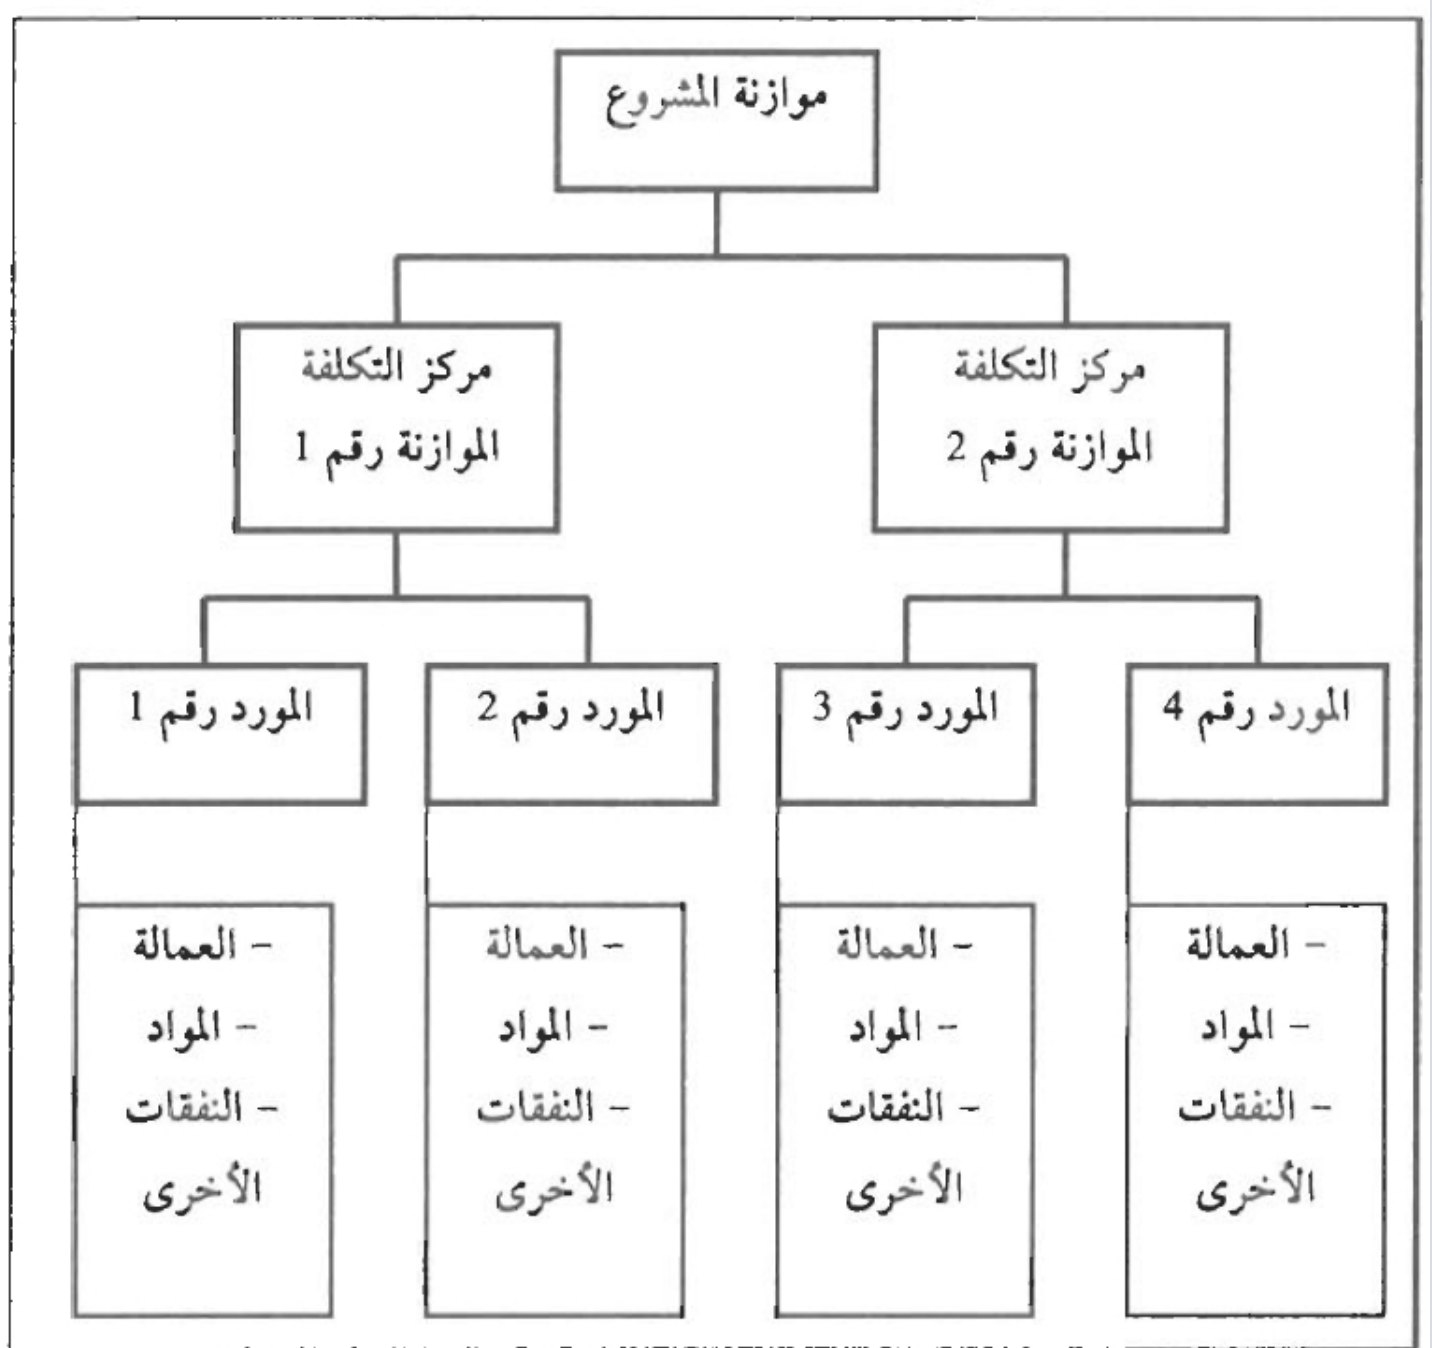 موازنة المشروع
مركز التكلفة
الموازنة رقم 2
مركز التكلفة
الموازنة رقم 1
المورد رقم 4
المورد رقم 3
المورد رقم 2
المورد رقم 1
- العمالة
- المواد
- النفقات
الأخرى
- العمالة
- المواد
- النفقات
الأخرى
- العمالة
- المواد
- النفقات
الأخرى
- العمالة
- المواد
- النفقات
الأخرى